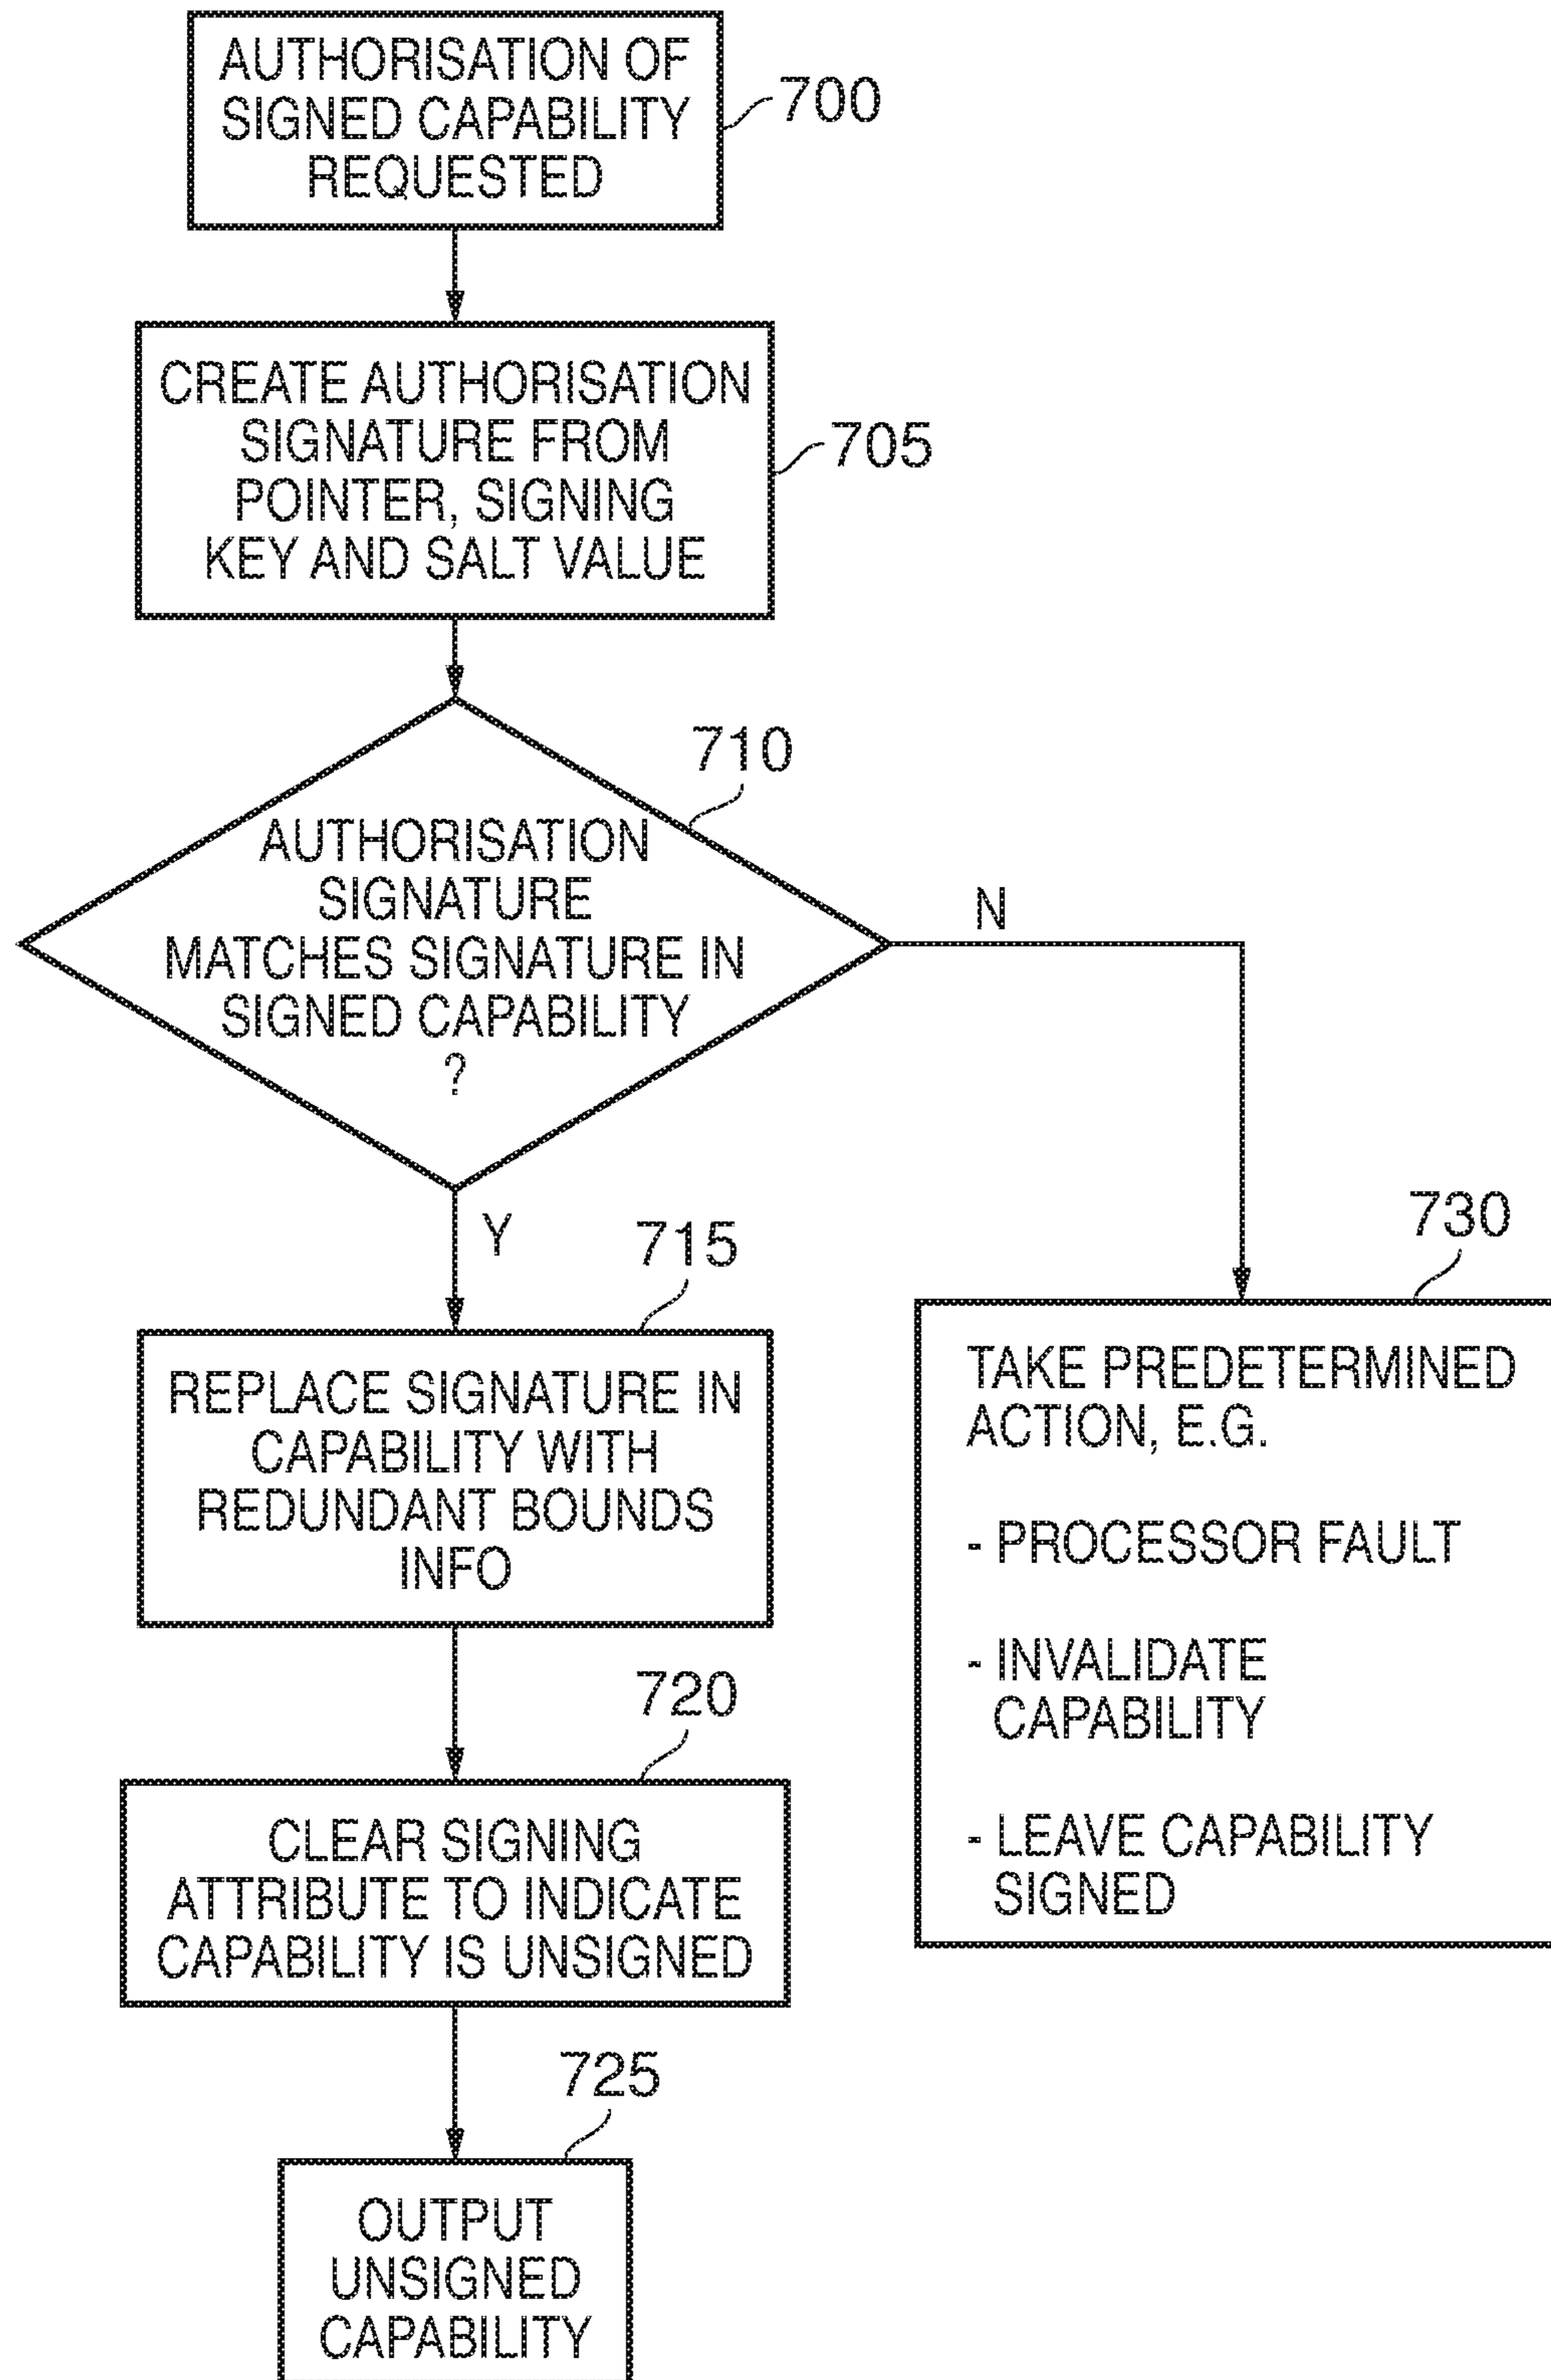 AUTHORISATION OF
SIGNED CAPABILITY
REQUESTED
700
CREATE AUTHORISATION
SIGNATURE FROM
POINTER, SIGNING
KEY AND SALT VALUE
705
710
AUTHORISATION
SIGNATURE
MATCHES SIGNATURE IN
SIGNED CAPABILITY
?
N
Y
715
REPLACE SIGNATURE IN
CAPABILITY WITH
REDUNDANT BOUNDS
INFO
730
TAKE PREDETERMINED
ACTION, E.G.
- PROCESSOR FAULT
- INVALIDATE
CAPABILITY
- LEAVE CAPABILITY
SIGNED
720
CLEAR SIGNING
ATTRIBUTE TO INDICATE
CAPABILITY IS UNSIGNED
725
OUTPUT
UNSIGNED
CAPABILITY